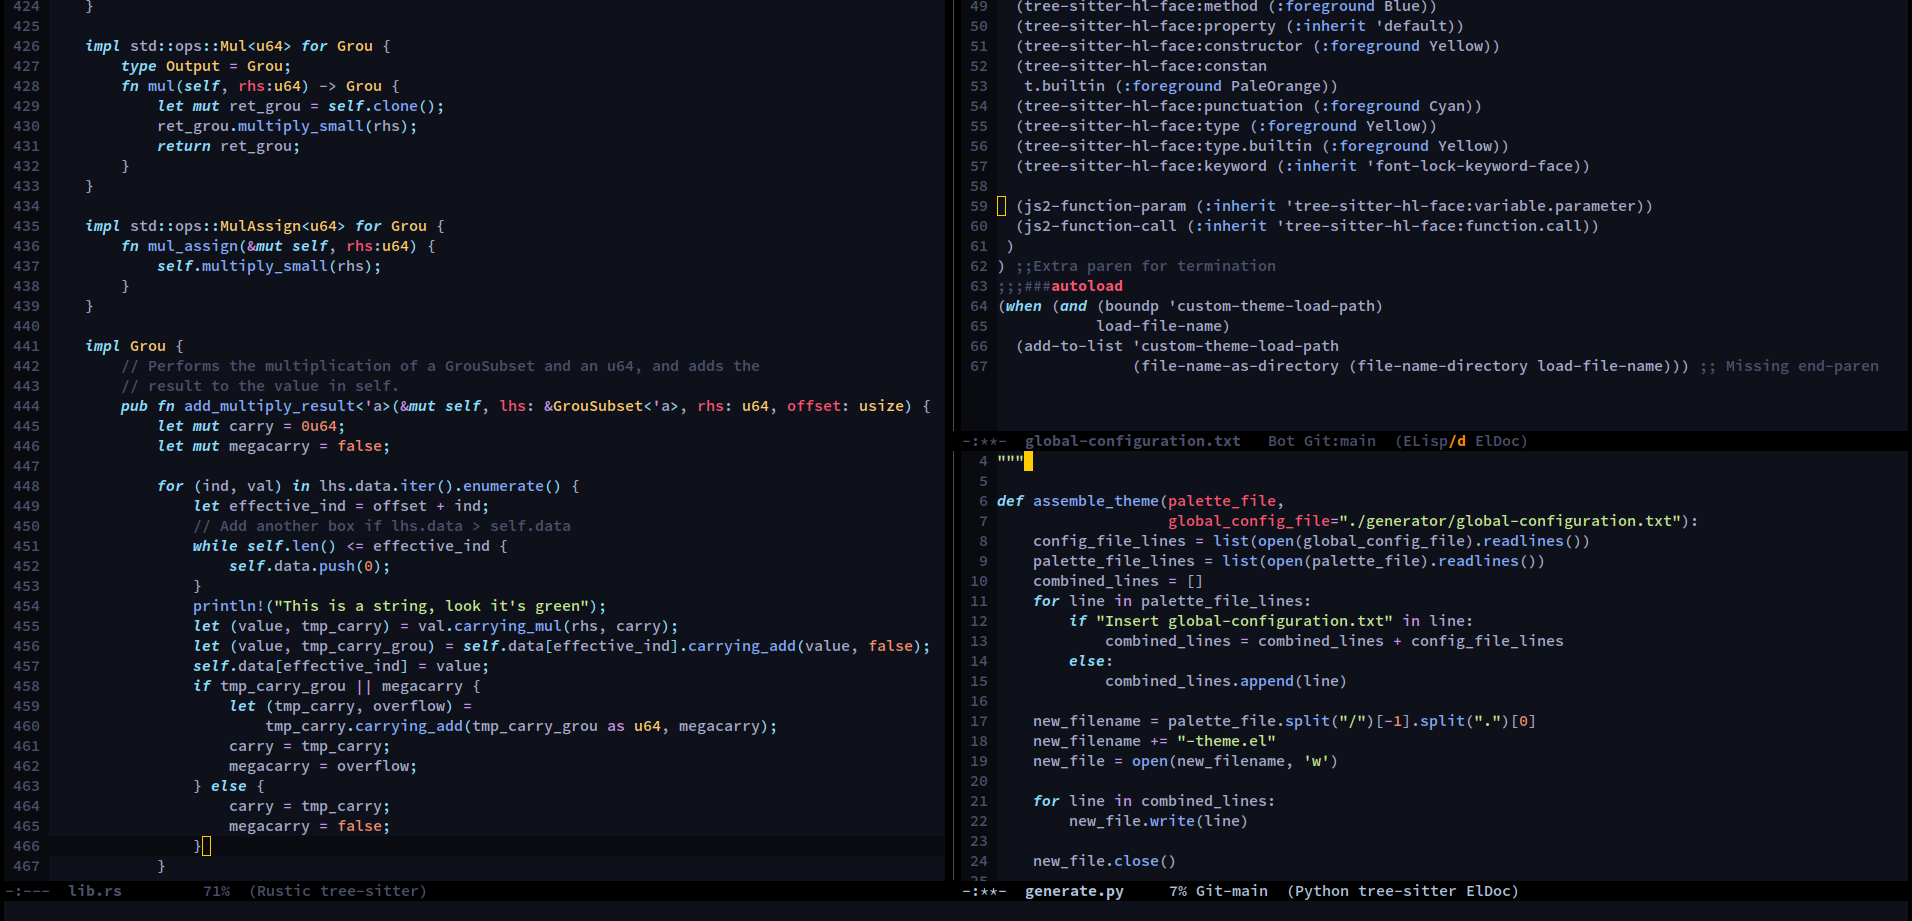 424     }
425
426     impl std::ops::Mul<u64> for Grou {
427         type Output = Grou;
428         fn mul(self, rhs:u64) -> Grou {
429             let mut ret_grou = self.clone();
430             ret_grou.multiply_small(rhs);
431             return ret_grou;
432         }
433     }
434
435     impl std::ops::MulAssign<u64> for Grou {
436         fn mul_assign(&mut self, rhs:u64) {
437             self.multiply_small(rhs);
438         }
439     }
440
441     impl Grou {
442         // Performs the multiplication of a GrouSubset and an u64, and adds the
443         // result to the value in self.
444         pub fn add_multiply_result<'a>(&mut self, lhs: &GrouSubset<'a>, rhs: u64, offset: usize) {
445             let mut carry = 0u64;
446             let mut megacarry = false;
447
448             for (ind, val) in lhs.data.iter().enumerate() {
449                 let effective_ind = offset + ind;
450                 // Add another box if lhs.data > self.data
451                 while self.len() <= effective_ind {
452                     self.data.push(0);
453                 }
454                 println!("This is a string, look it's green");
455                 let (value, tmp_carry) = val.carrying_mul(rhs, carry);
456                 let (value, tmp_carry_grou) = self.data[effective_ind].carrying_add(value, false);
457                 self.data[effective_ind] = value;
458                 if tmp_carry_grou || megacarry {
459                     let (tmp_carry, overflow) =
460                         tmp_carry.carrying_add(tmp_carry_grou as u64, megacarry);
461                     carry = tmp_carry;
462                     megacarry = overflow;
463                 } else {
464                     carry = tmp_carry;
465                     megacarry = false;
466                 }
467             }
-:---  lib.rs         71%  (Rustic tree-sitter)
49   (tree-sitter-hl-face:method (:foreground Blue))
50   (tree-sitter-hl-face:property (:inherit 'default))
51   (tree-sitter-hl-face:constructor (:foreground Yellow))
52   (tree-sitter-hl-face:constan
53    t.builtin (:foreground PaleOrange))
54   (tree-sitter-hl-face:punctuation (:foreground Cyan))
55   (tree-sitter-hl-face:type (:foreground Yellow))
56   (tree-sitter-hl-face:type.builtin (:foreground Yellow))
57   (tree-sitter-hl-face:keyword (:inherit 'font-lock-keyword-face))
58
59   (js2-function-param (:inherit 'tree-sitter-hl-face:variable.parameter))
60   (js2-function-call (:inherit 'tree-sitter-hl-face:function.call))
61  )
62 ) ;;Extra paren for termination
63 ;;;###autoload
64 (when (and (boundp 'custom-theme-load-path)
65            load-file-name)
66   (add-to-list 'custom-theme-load-path
67                (file-name-as-directory (file-name-directory load-file-name))) ;; Missing end-paren
-:**-  global-configuration.txt   Bot Git:main  (ELisp/d ElDoc)
4 """
5
6 def assemble_theme(palette_file,
7                    global_config_file="./generator/global-configuration.txt"):
8     config_file_lines = list(open(global_config_file).readlines())
9     palette_file_lines = list(open(palette_file).readlines())
10     combined_lines = []
11     for line in palette_file_lines:
12         if "Insert global-configuration.txt" in line:
13             combined_lines = combined_lines + config_file_lines
14         else:
15             combined_lines.append(line)
16
17     new_filename = palette_file.split("/")[-1].split(".")[0]
18     new_filename += "-theme.el"
19     new_file = open(new_filename, 'w')
20
21     for line in combined_lines:
22         new_file.write(line)
23
24     new_file.close()
-:**-  generate.py     7% Git-main  (Python tree-sitter ElDoc)